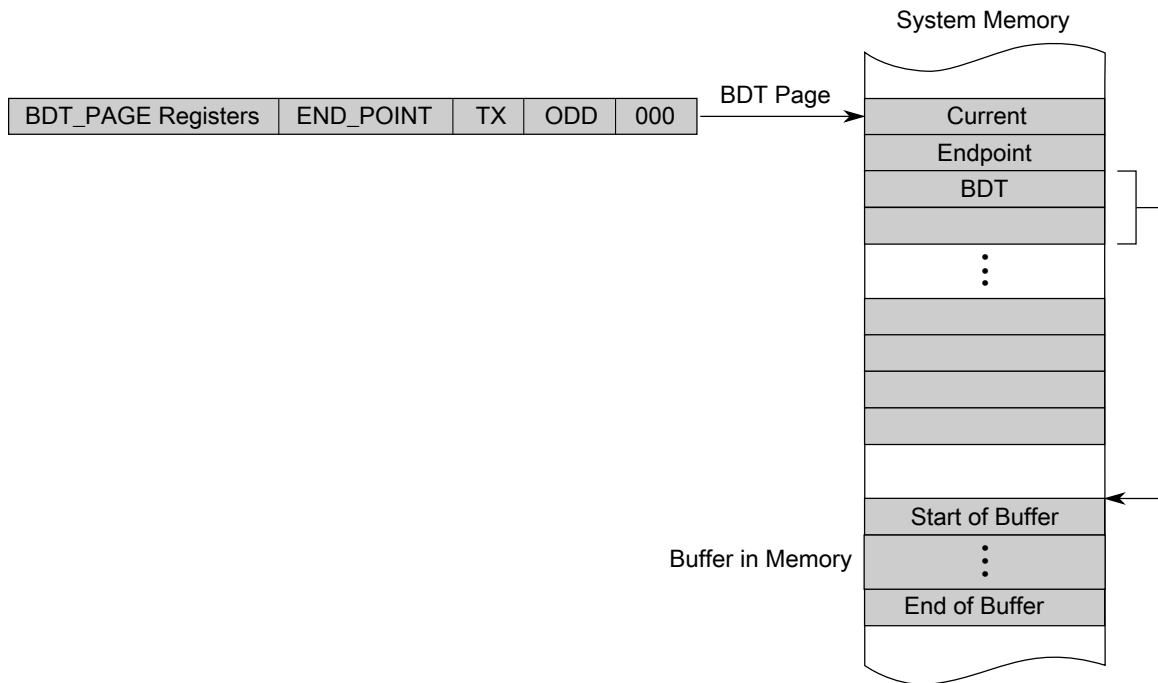 System Memory
BDT_PAGE Registers END_POINT TX ODD 000
BDT Page
Current
Endpoint
BDT
Start of Buffer
Buffer in Memory
End of Buffer